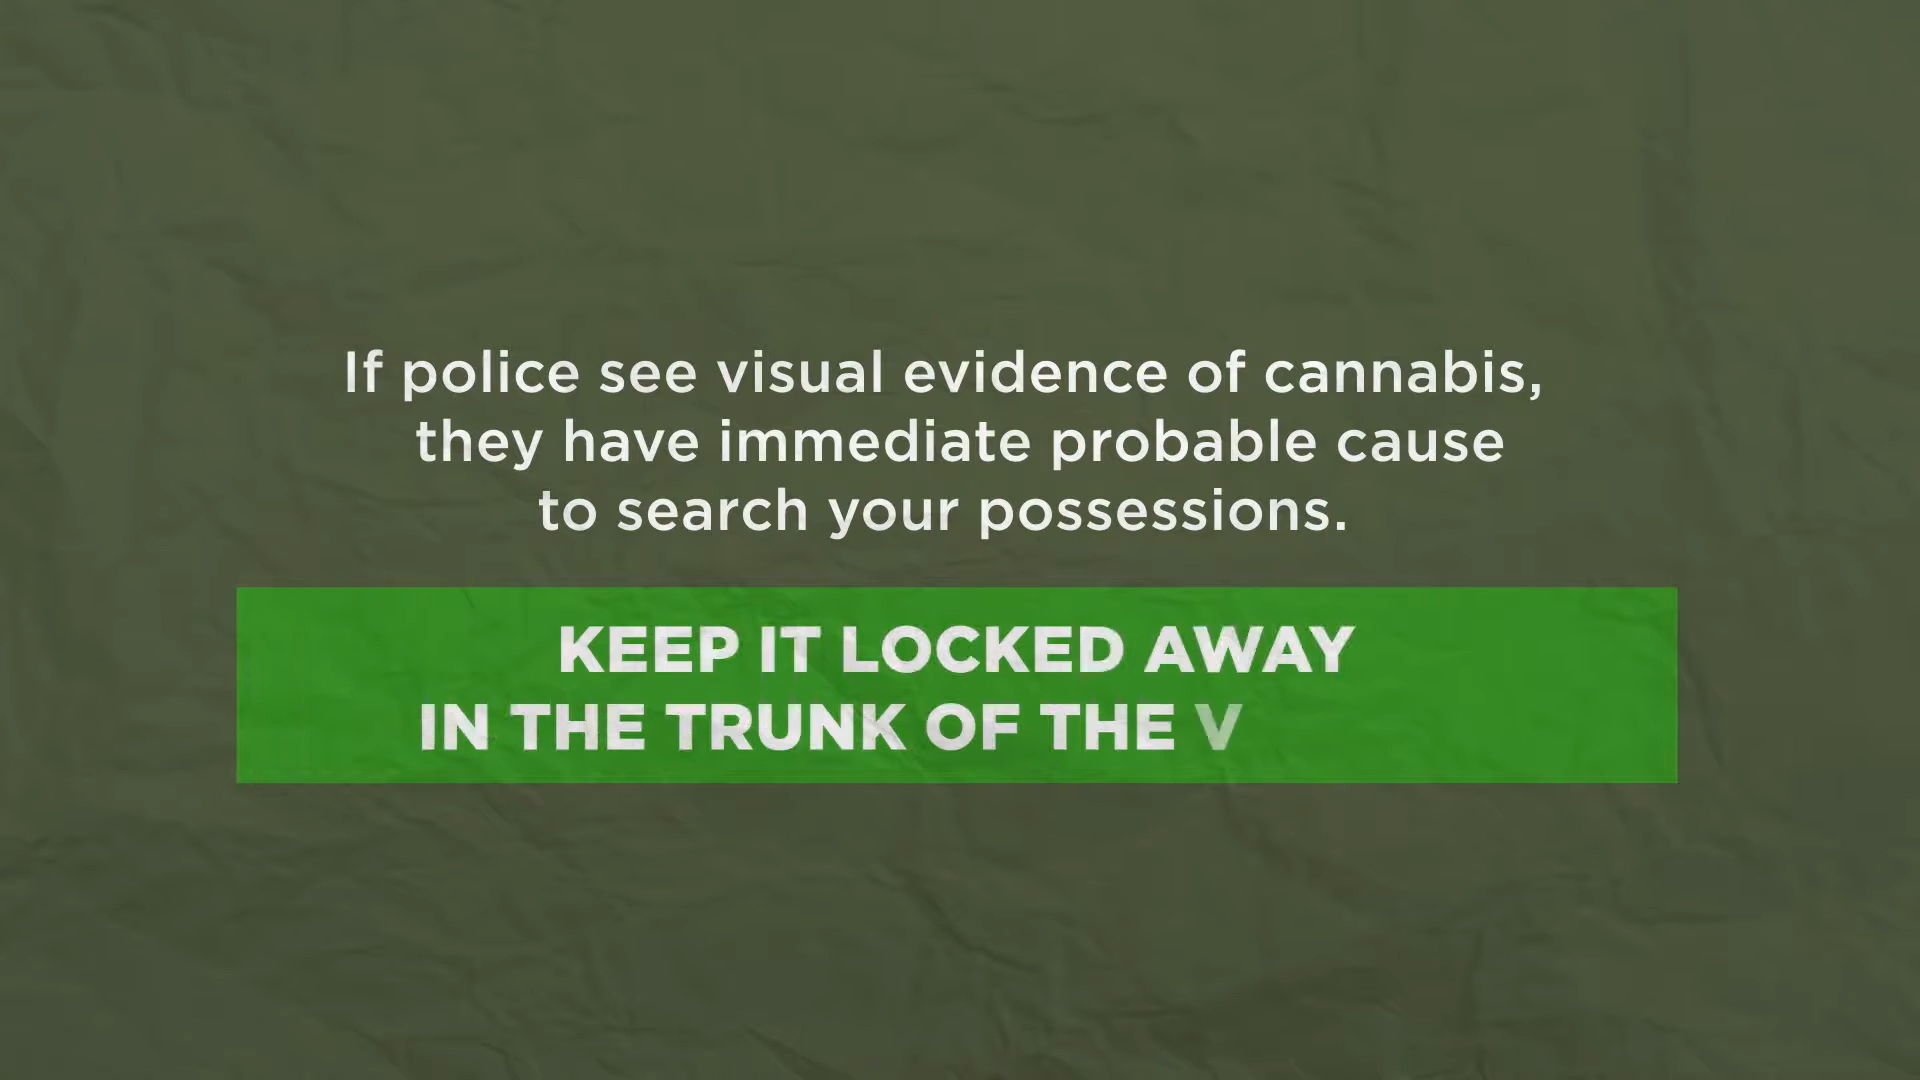 If police see visual evidence of cannabis,
they have immediate probable cause
to search your possessions.
KEEP IT LOCKED AWAY
IN THE TRUNK OF THE V